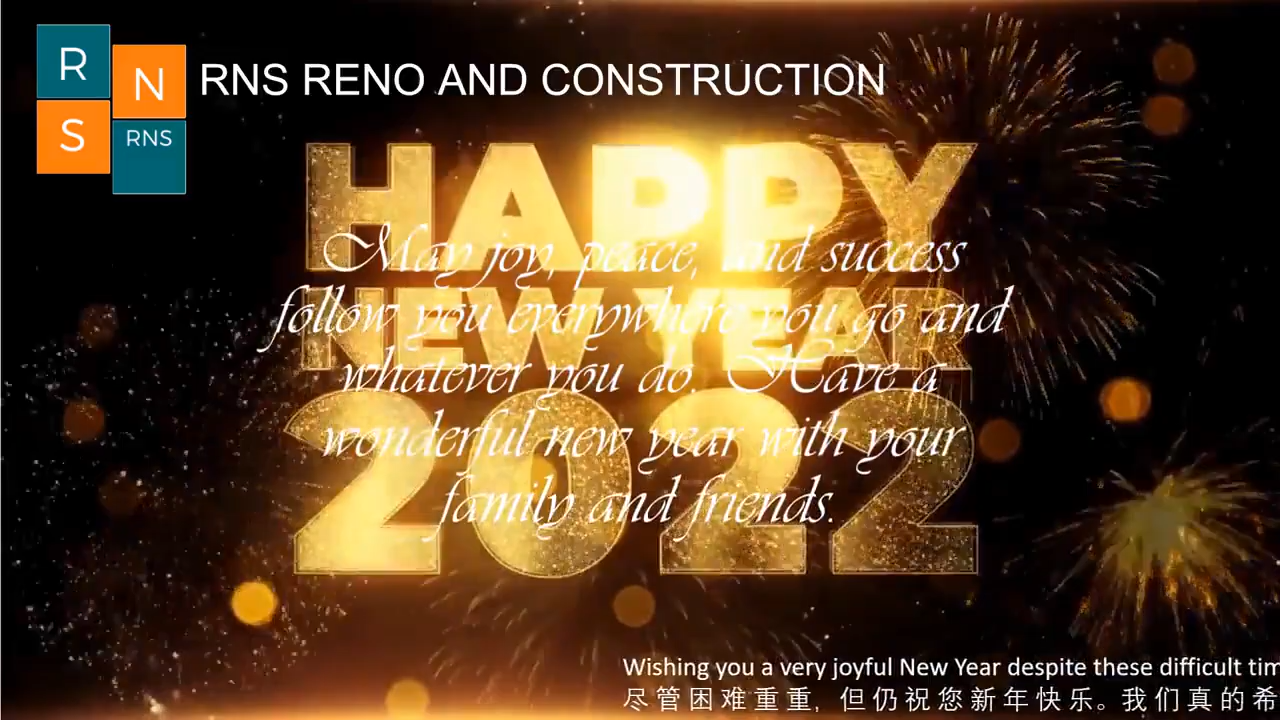 R
N
S
RNS
RNS RENO AND CONSTRUCTION
HAPPY
NEW YEAR
2022
May joy, peace, and success
follow you everywhere you go and
whatever you do. Have a
wonderful new year with your
family and friends.
Wishing you a very joyful New Year despite these difficult tim
尽管困难重重，但仍祝您新年快乐。我们真的希